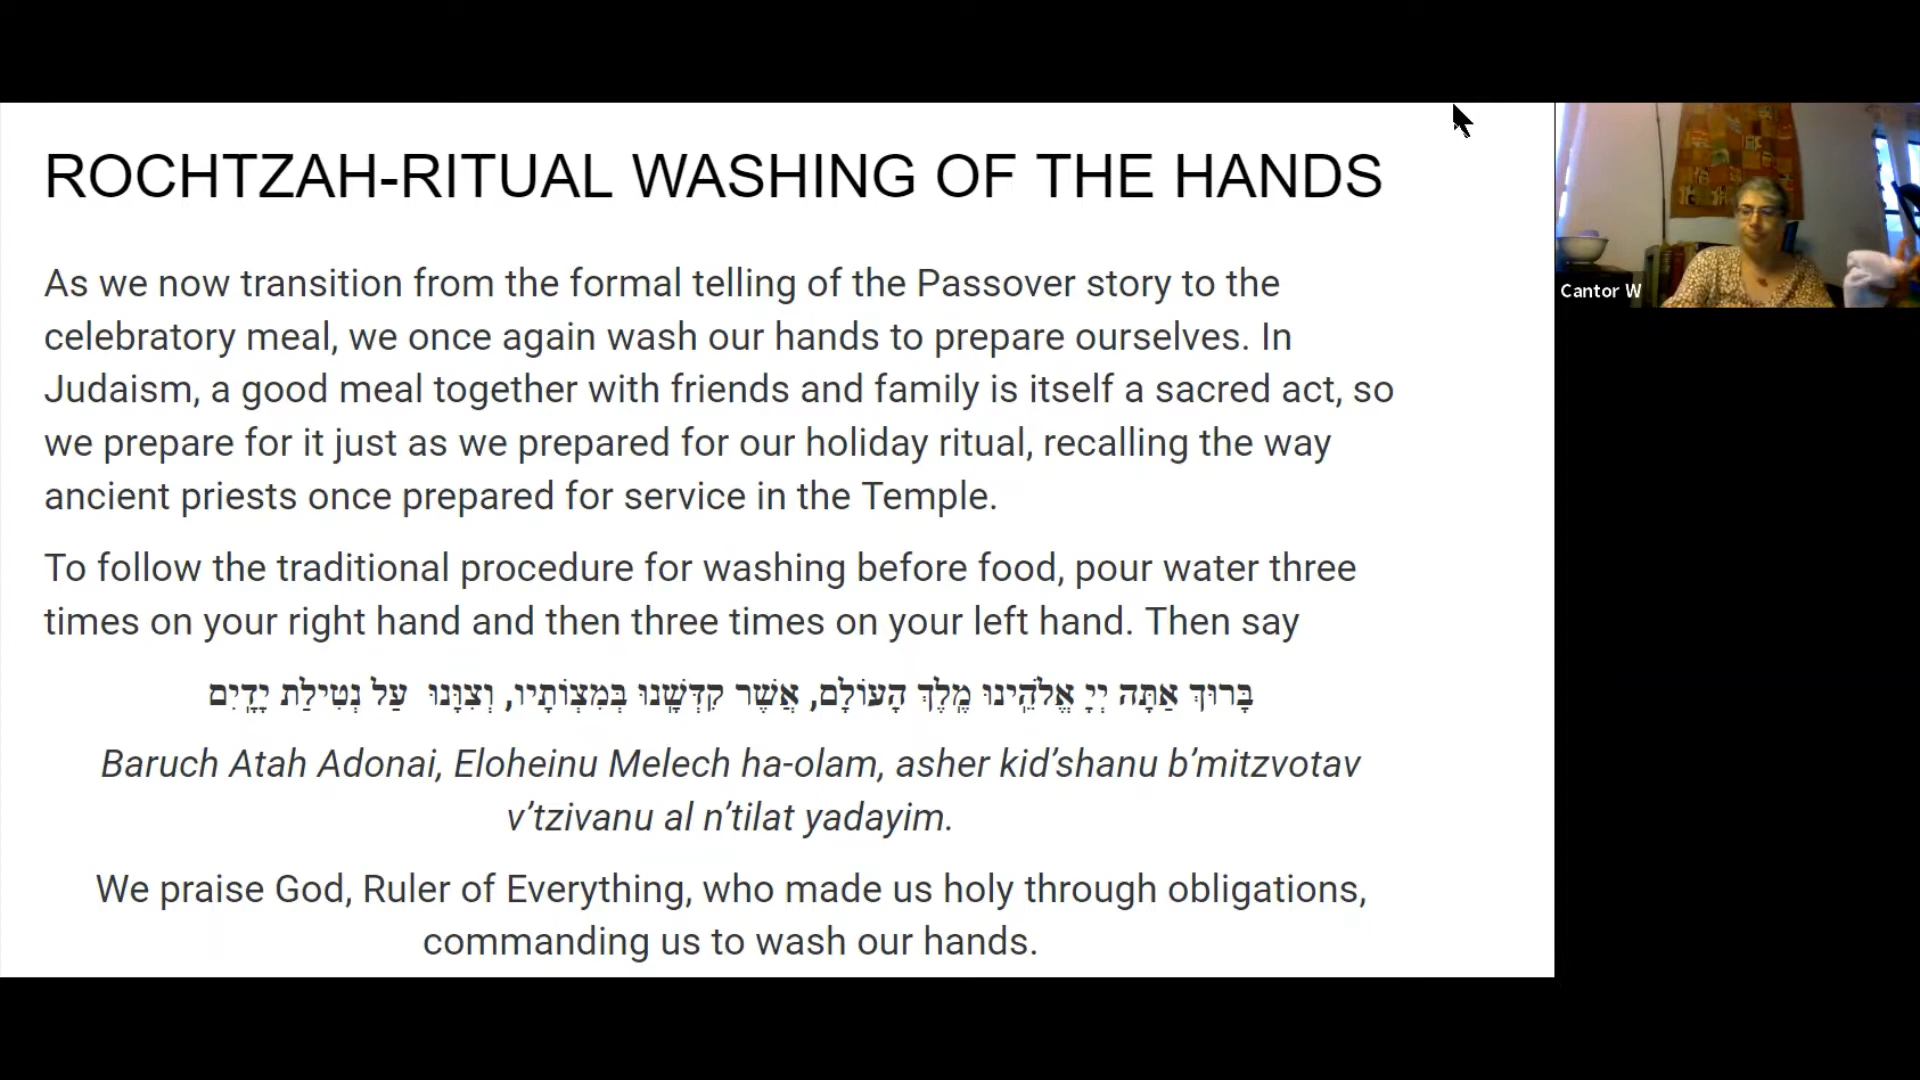 ROCHTZAH-RITUAL WASHING OF THE HANDS
As we now transition from the formal telling of the Passover story to the
celebratory meal, we once again wash our hands to prepare ourselves. In
Judaism, a good meal together with friends and family is itself a sacred act, so
we prepare for it just as we prepared for our holiday ritual, recalling the way
ancient priests once prepared for service in the Temple.
To follow the traditional procedure for washing before food, pour water three
times on your right hand and then three times on your left hand. Then say
בָּרוּךְ אַתָּה יְיָ אֱלֹהֵֽינוּ מֶֽלֶךְ הָעוֹלָם, אֲשֶׁר קִדְּשָֽׁנוּ בְּמִצְוֹתָיו, וְצִוָּֽנוּ עַל נְטִילַת יָדָֽיִם
Baruch Atah Adonai, Eloheinu Melech ha-olam, asher kid’shanu b’mitzvotav
v’tzivanu al n’tilat yadayim.
We praise God, Ruler of Everything, who made us holy through obligations,
commanding us to wash our hands.
Cantor W